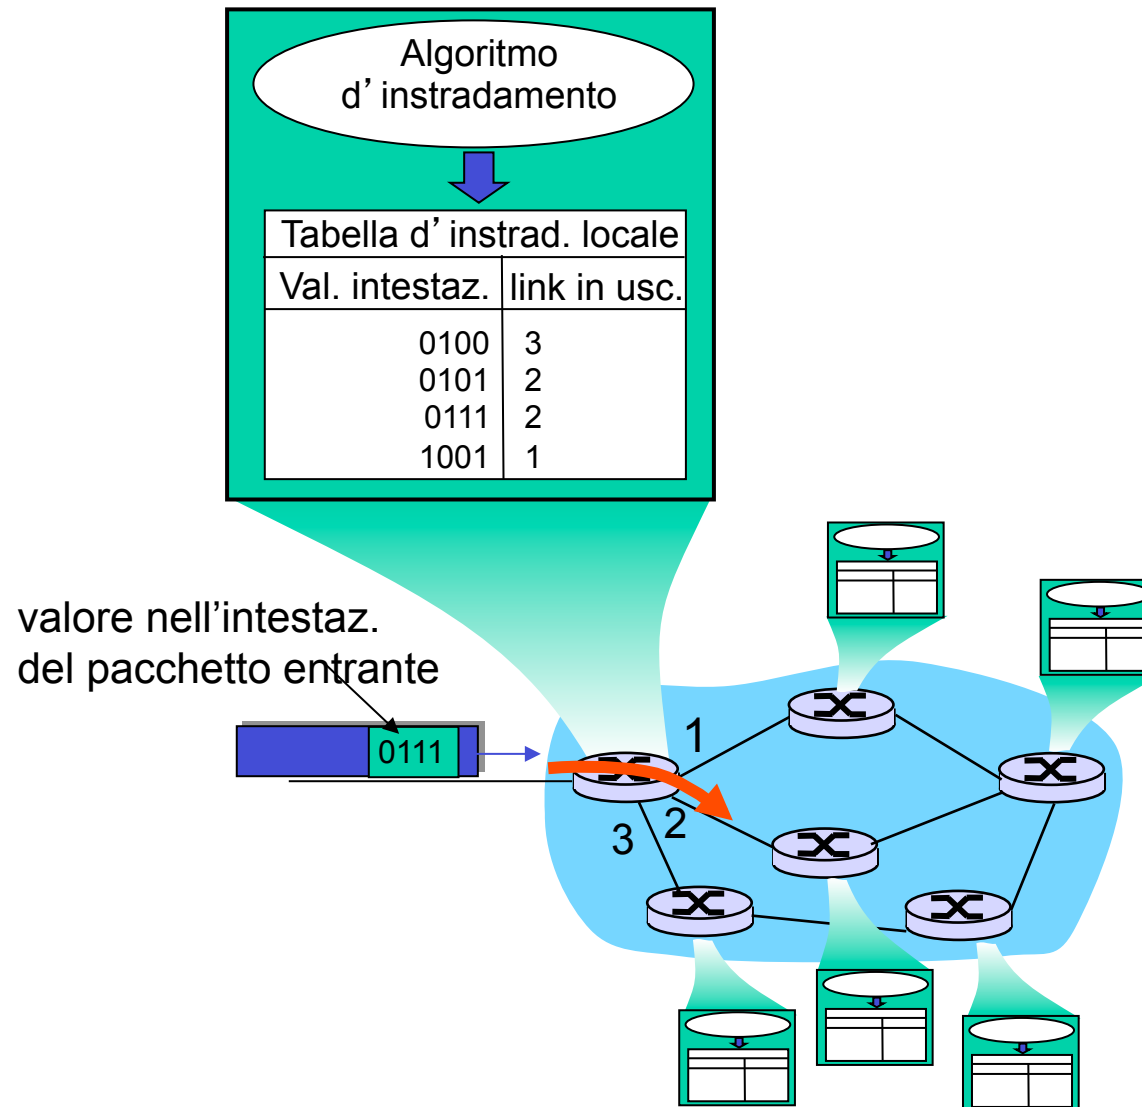 Algoritmo
d’ instradamento
Tabella d’ instrad. locale
Val. intestaz. link in usc.
0100 3
0101 2
0111 2
1001 1
valore nell’intestaz.
del pacchetto entrante
0111
1
2
3